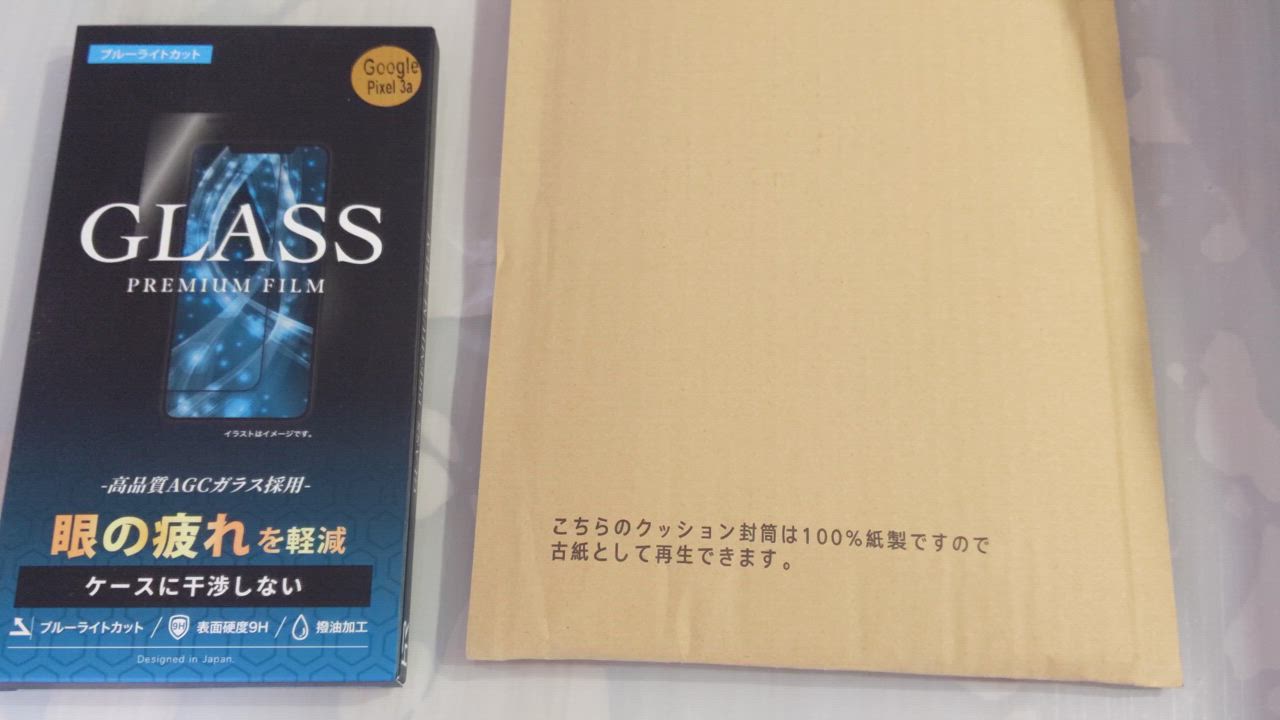 ブルーライトカット
Google
Pixel 3a
GLASS
PREMIUM FILM
イラストはイメージです。
-高品質AGCガラス採用-
眼の疲れを軽減
ケースに干渉しない
ブルーライトカット / 9H 表面硬度9H / 撥油加工
Designed in Japan.
こちらのクッション封筒は100%紙製ですので
古紙として再生できます。